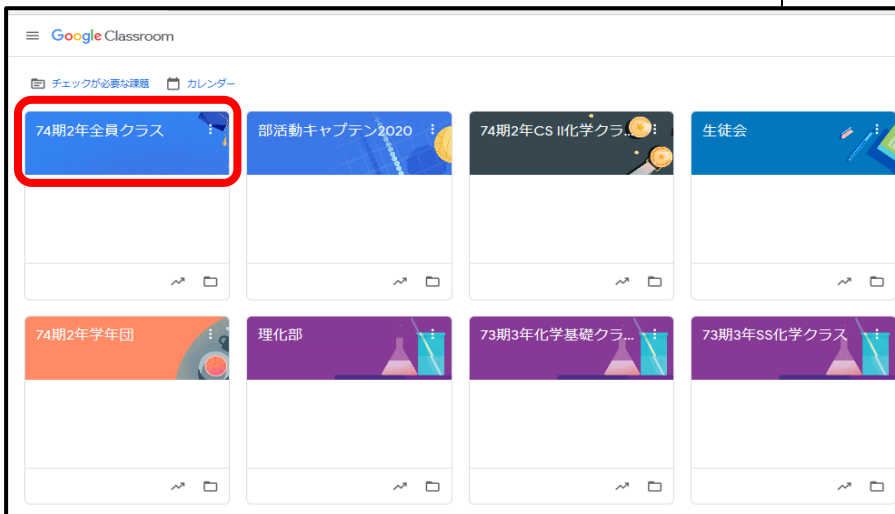 Google Classroom
チェックが必要な課題 カレンダー
74期2年全員クラス
部活動キャプテン2020
74期2年CS II化学クラ...
生徒会
74期2年学年団
理化部
73期3年化学基礎クラ...
73期3年SS化学クラス